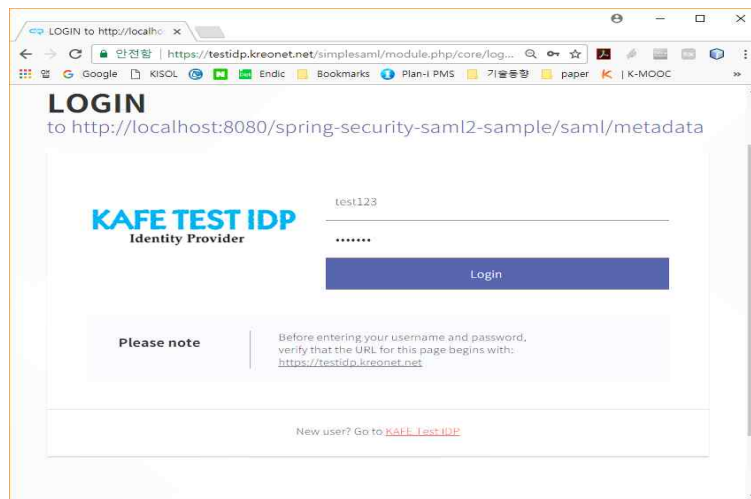 LOGIN to http://localho
안전함 | https://testidp.kreonet.net/simplesaml/module.php/core/log...
앱 Google KISOL Endic Bookmarks Plan-i PMS 기술동향 paper | K-MOOC »
LOGIN
to http://localhost:8080/spring-security-saml2-sample/saml/metadata
KAFE TEST IDP
Identity Provider
test123
•••••••
Login
Please note
Before entering your username and password,
verify that the URL for this page begins with:
https://testidp.kreonet.net
New user? Go to KAFE Test IDP